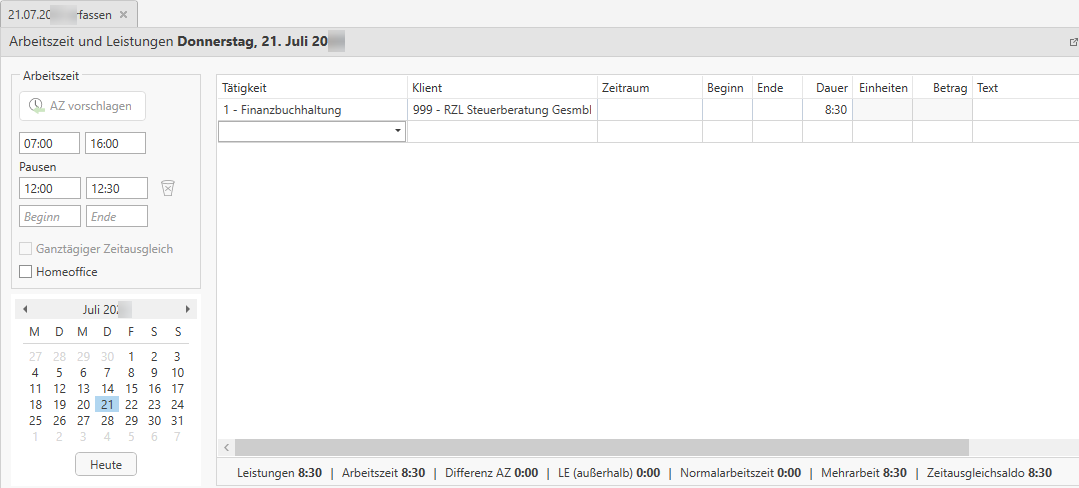 21.07.20 rfassen
Arbeitszeit und Leistungen Donnerstag, 21. Juli 20
Arbeitszeit
AZ vorschlagen
07:00 16:00
Pausen
12:00 12:30
Beginn Ende
Ganztägiger Zeitausgleich
Homeoffice
Juli 202
M D M D F S S
27 28 29 30 1 2 3
4 5 6 7 8 9 10
11 12 13 14 15 16 17
18 19 20 21 22 23 24
25 26 27 28 29 30 31
1 2 3 4 5 6 7
Heute
Tätigkeit Klient Zeitraum Beginn Ende Dauer Einheiten Betrag Text
1 - Finanzbuchhaltung 999 - RZL Steuerberatung Gesmbl 8:30
Leistungen 8:30 | Arbeitszeit 8:30 | Differenz AZ 0:00 | LE (außerhalb) 0:00 | Normalarbeitszeit 0:00 | Mehrarbeit 8:30 | Zeitausgleichsaldo 8:30